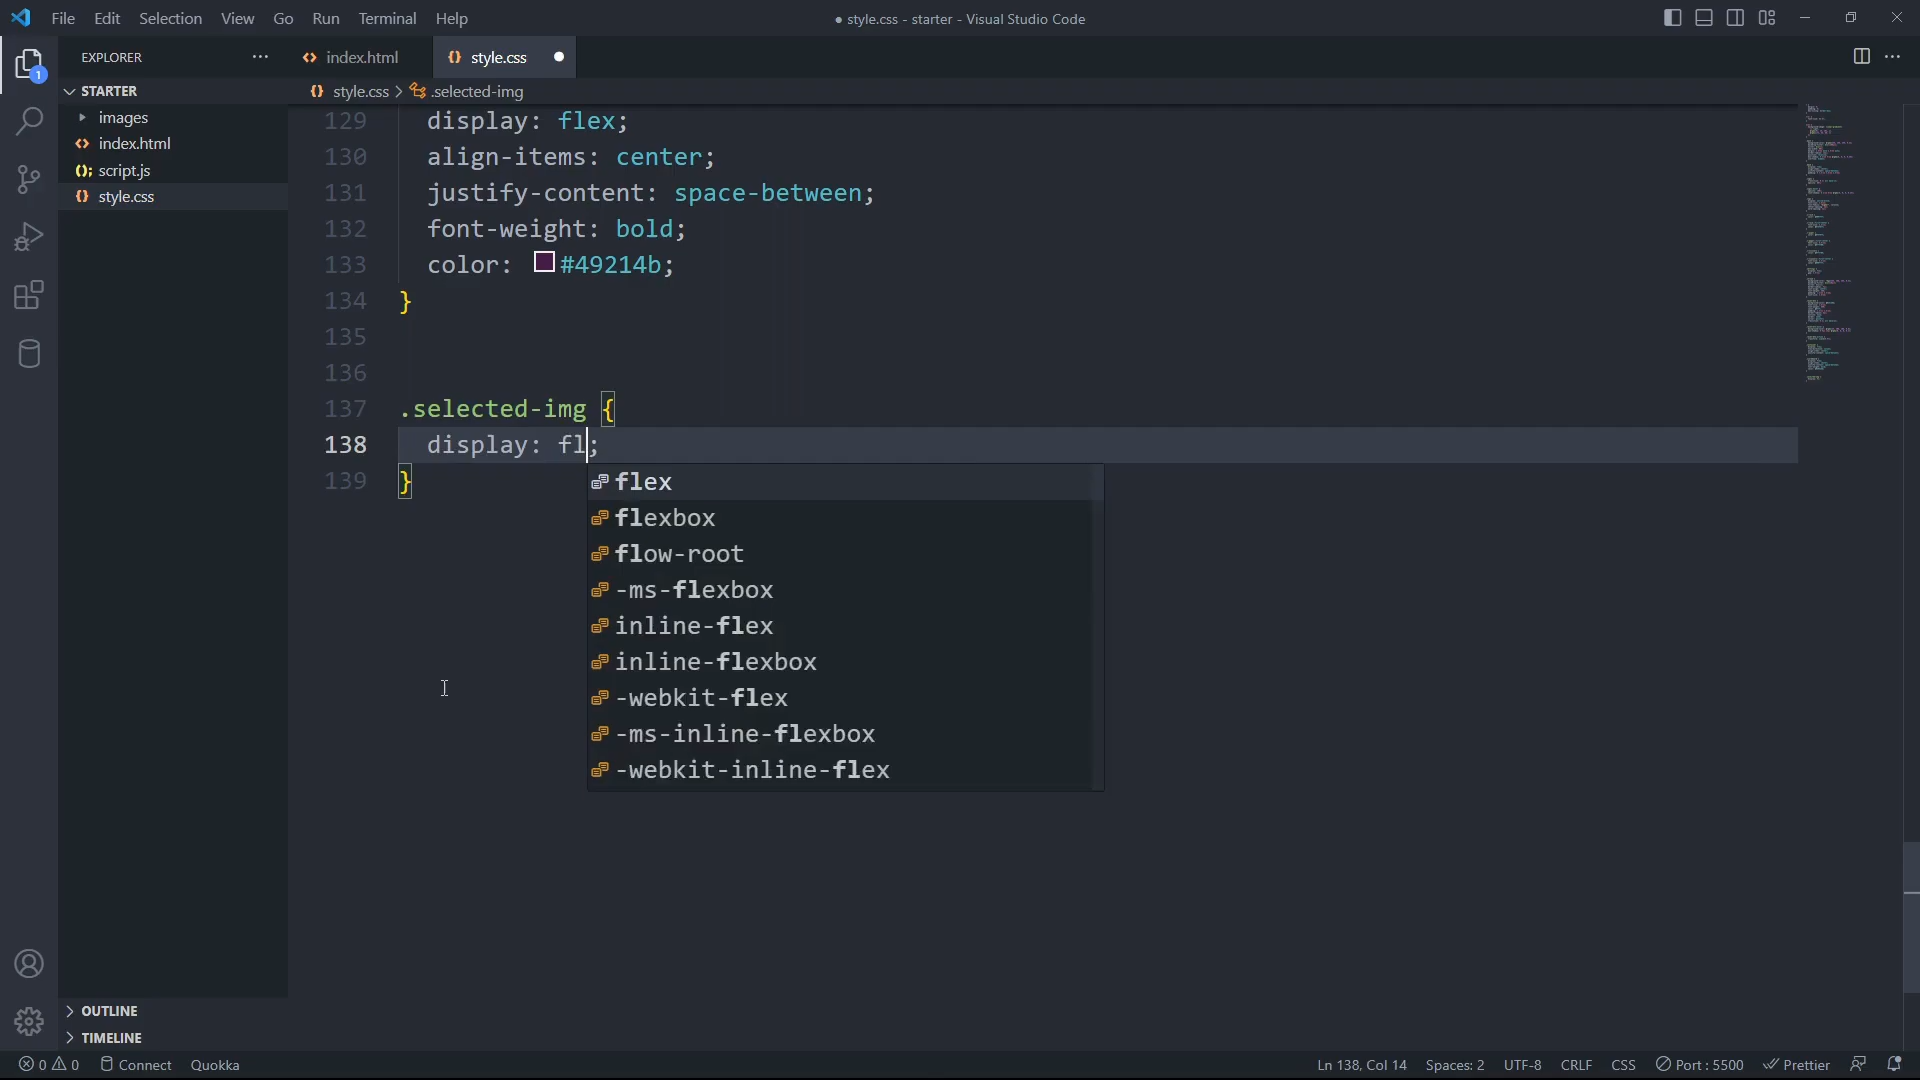 File Edit Selection View Go Run Terminal Help
● style.css - starter - Visual Studio Code
EXPLORER
index.html
style.css
1
STARTER
style.css > .selected-img
images
index.html
script.js
style.css
129 display: flex;
130 align-items: center;
131 justify-content: space-between;
132 font-weight: bold;
133 color: #49214b;
134 }
135
136
137 .selected-img {
138 display: fl;
139 }
flex
flexbox
flow-root
-ms-flexbox
inline-flex
inline-flexbox
-webkit-flex
-ms-inline-flexbox
-webkit-inline-flex
OUTLINE
TIMELINE
0 0 Connect Quokka
Ln 138, Col 14 Spaces: 2 UTF-8 CRLF CSS Port : 5500 Prettier